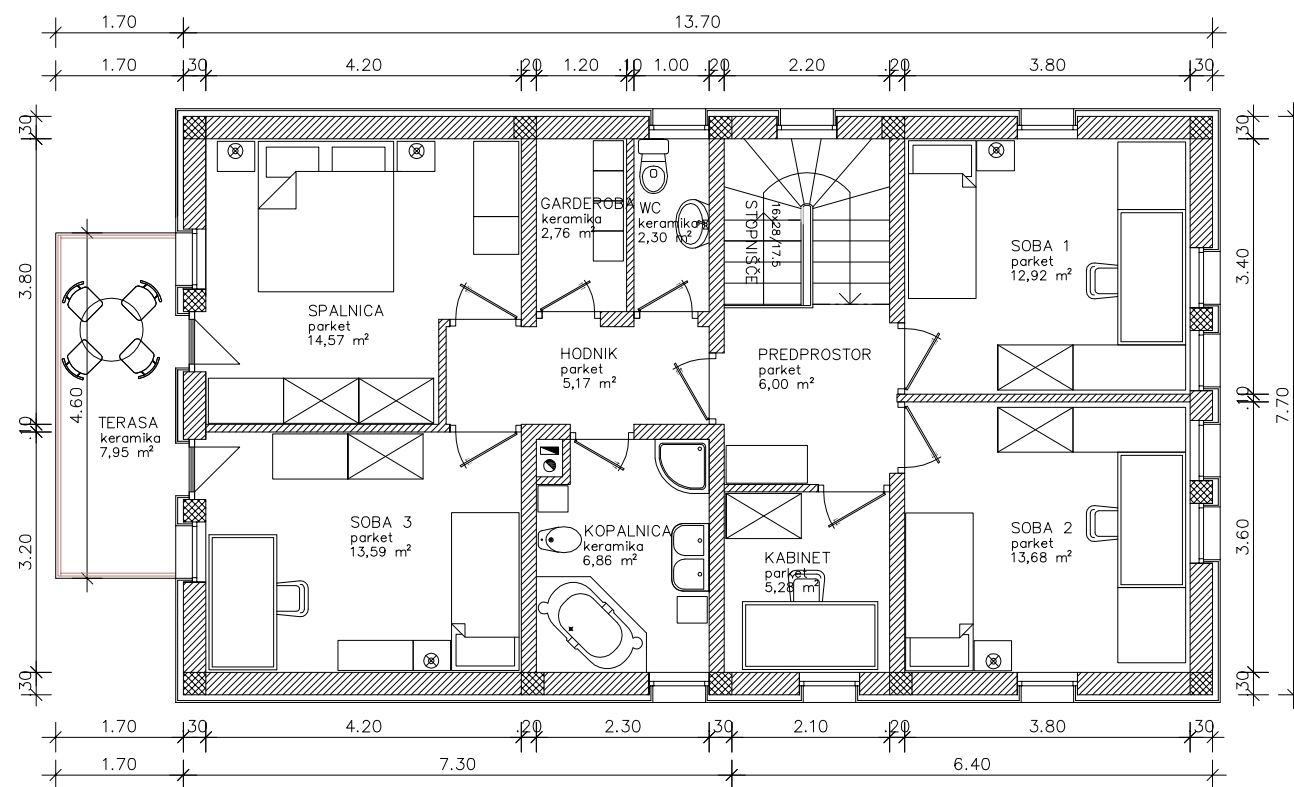 1.70 13.70
1.70 .30 4.20 .20 1.20 .10 1.00 .20 2.20 .20 3.80 .30
.30
3.80
.10
3.20
.30
4.60
TERASA
keramika
7,95 m²
SPALNICA
parket
14,57 m²
GARDEROBA
keramika
2,76 m²
WC
keramika
2,30 m²
STOPNIŠČE
16x28/17.5
SOBA 1
parket
12,92 m²
HODNIK
parket
5,17 m²
PREDPROSTOR
parket
6,00 m²
SOBA 3
parket
13,59 m²
KOPALNICA
keramika
6,86 m²
KABINET
parket
5,28 m²
SOBA 2
parket
13,68 m²
.30
3.40
.10
3.60
.30
7.70
1.70 .30 4.20 .20 2.30 .30 2.10 .20 3.80 .30
1.70 7.30 6.40